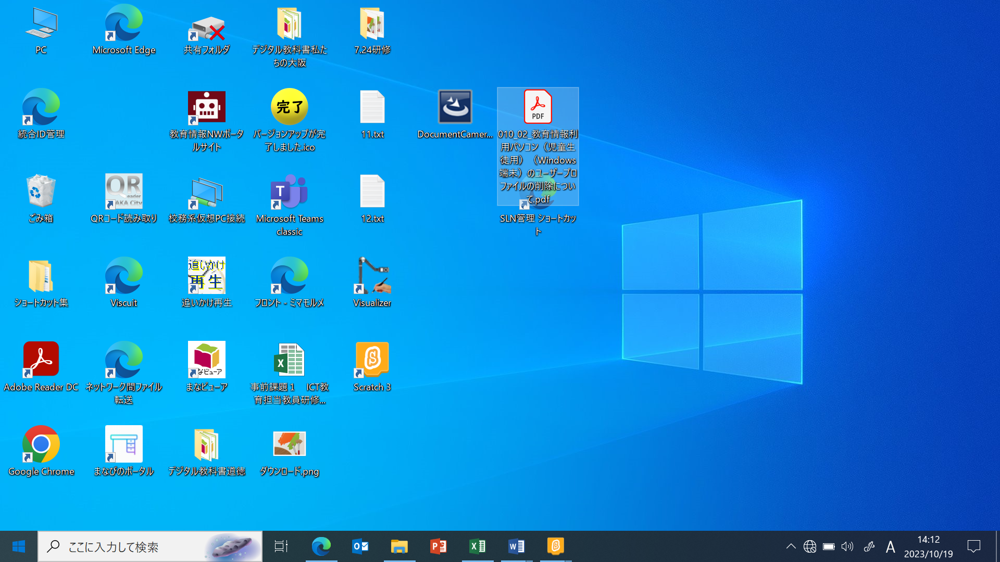 PC
Microsoft Edge
共有フォルダ
デジタル教科書私た
ちの大阪
7.24研修
統合ID管理
教育情報NWポータ
ルサイト
完了
バージョンアップが完
了しました.ico
11.txt
DocumentCamer...
PDF
010_02_教育情報利
用パソコン（児童生
徒用）（Windows
端末）のユーザープロ
ファイルの削除につい
て.pdf
ごみ箱
QR
eader
AKA City
QRコード読み取り
校務系仮想PC接続
T
Microsoft Teams
classic
12.txt
SLN管理 ショートカッ
ト
ショートカット集
Viscuit
追いかけ
再生
追いかけ再生
フロント - ミマモルメ
Visualizer
Adobe Reader DC
ネットワーク間ファイル
転送
なビューア
まなビューア
X
事前課題１　ICT教
育担当教員研修...
S
Scratch 3
Google Chrome
まなびのポータル
デジタル教科書道徳
ダウンロード.png
ここに入力して検索
O
P
X
W
S
A
14:12
2023/10/19